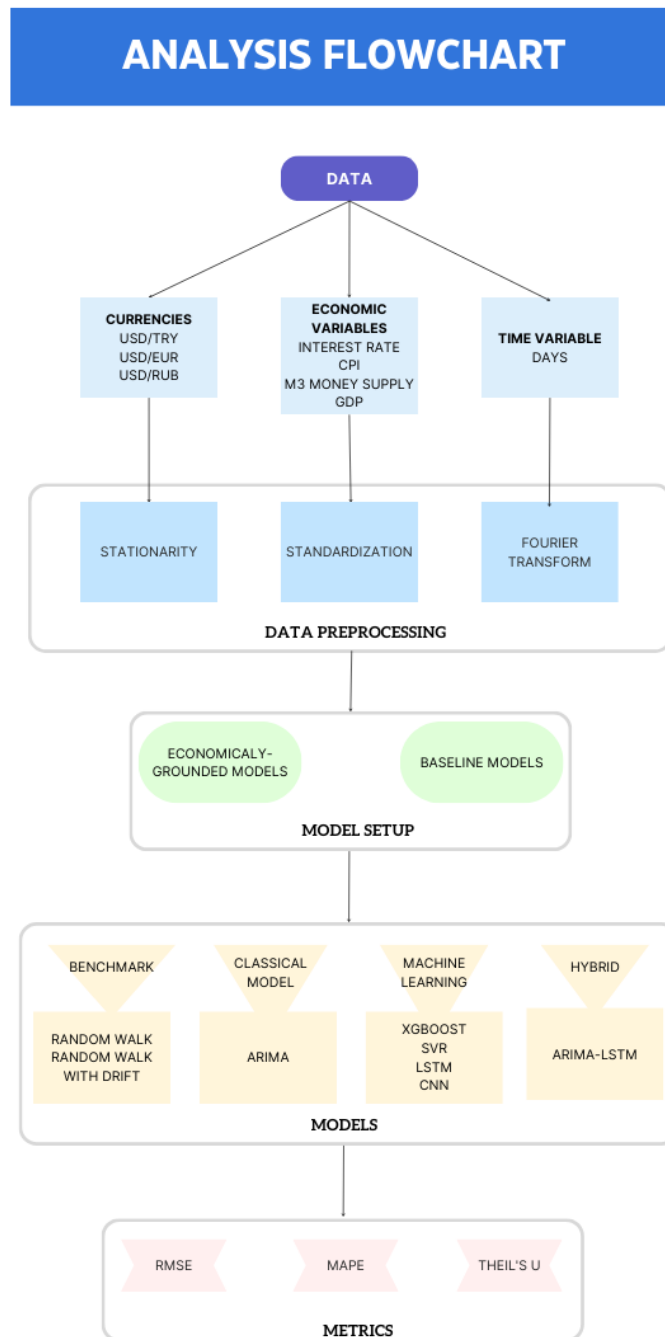 ANALYSIS FLOWCHART
DATA
CURRENCIES
USD/TRY
USD/EUR
USD/RUB
ECONOMIC
VARIABLES
INTEREST RATE
CPI
M3 MONEY SUPPLY
GDP
TIME VARIABLE
DAYS
STATIONARITY
STANDARDIZATION
FOURIER
TRANSFORM
DATA PREPROCESSING
ECONOMICALY-
GROUNDED MODELS
BASELINE MODELS
MODEL SETUP
BENCHMARK
RANDOM WALK
RANDOM WALK
WITH DRIFT
CLASSICAL
MODEL
ARIMA
MACHINE
LEARNING
XGBOOST
SVR
LSTM
CNN
HYBRID
ARIMA-LSTM
MODELS
RMSE
MAPE
THEIL'S U
METRICS